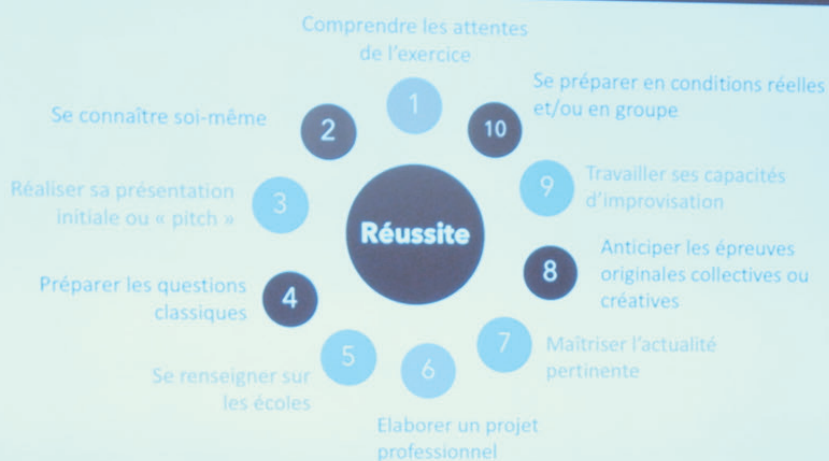 Comprendre les attentes
de l'exercice
1
Se connaître soi-même
2
Réalisér sa présentation
initiale ou « pitch »
3
Préparer les questions
classiques
4
Se renseigner sur
les écoles
5
Elaborer un projet
professionnel
6
Maîtriser l'actualité
pertinente
7
Anticiper les épreuves
originales collectives ou
créatives
8
Travailler ses capacités
d'improvisation
9
Se préparer en conditions réelles
et/ou en groupe
10
Réussite